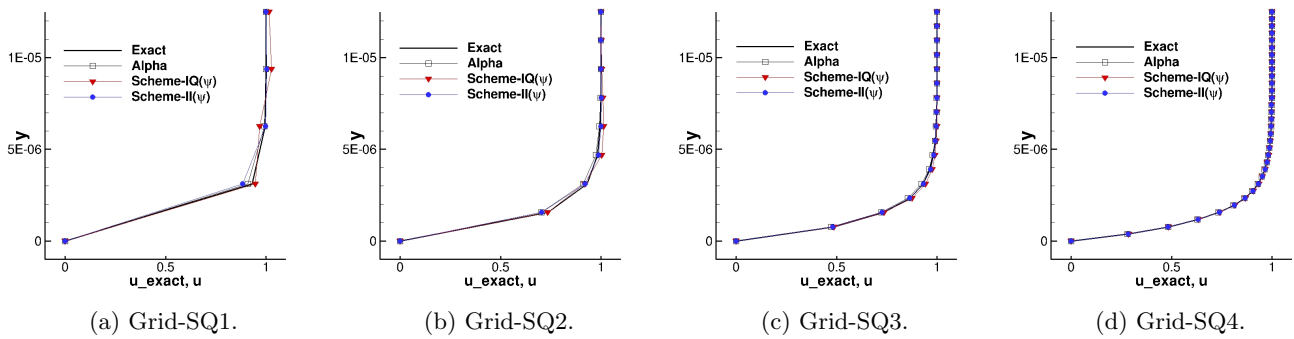 1E-05
5E-06
0
y
Exact
Alpha
Scheme-IQ(ψ)
Scheme-II(ψ)
0 0.5 1
u_exact, u
(a) Grid-SQ1.
1E-05
5E-06
0
y
Exact
Alpha
Scheme-IQ(ψ)
Scheme-II(ψ)
0 0.5 1
u_exact, u
(b) Grid-SQ2.
1E-05
5E-06
0
y
Exact
Alpha
Scheme-IQ(ψ)
Scheme-II(ψ)
0 0.5 1
u_exact, u
(c) Grid-SQ3.
1E-05
5E-06
0
y
Exact
Alpha
Scheme-IQ(ψ)
Scheme-II(ψ)
0 0.5 1
u_exact, u
(d) Grid-SQ4.